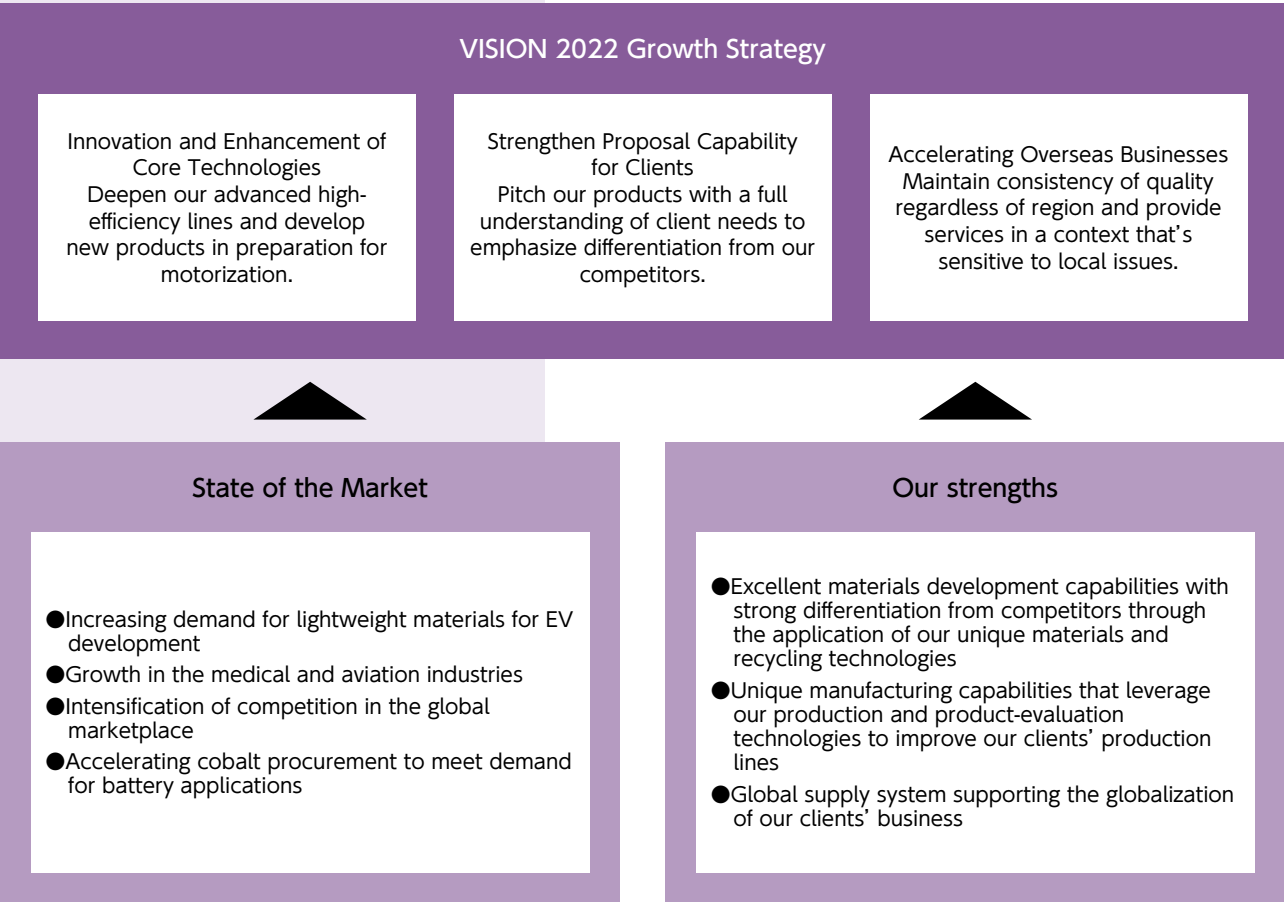 VISION 2022 Growth Strategy
Innovation and Enhancement of
Core Technologies
Deepen our advanced high-
efficiency lines and develop
new products in preparation for
motorization.
Strengthen Proposal Capability
for Clients
Pitch our products with a full
understanding of client needs to
emphasize differentiation from our
competitors.
Accelerating Overseas Businesses
Maintain consistency of quality
regardless of region and provide
services in a context that’s
sensitive to local issues.
State of the Market
●Increasing demand for lightweight materials for EV
development
●Growth in the medical and aviation industries
●Intensification of competition in the global
marketplace
●Accelerating cobalt procurement to meet demand
for battery applications
Our strengths
●Excellent materials development capabilities with
strong differentiation from competitors through
the application of our unique materials and
recycling technologies
●Unique manufacturing capabilities that leverage
our production and product-evaluation
technologies to improve our clients’ production
lines
●Global supply system supporting the globalization
of our clients’ business